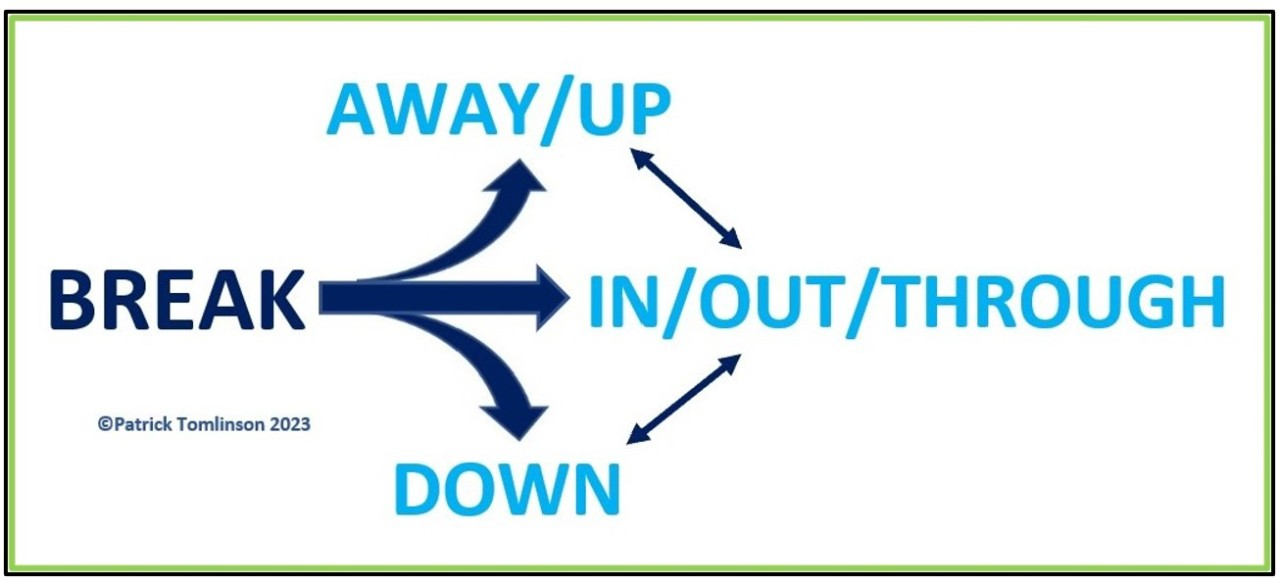 AWAY/UP
BREAK
IN/OUT/THROUGH
©Patrick Tomlinson 2023
DOWN